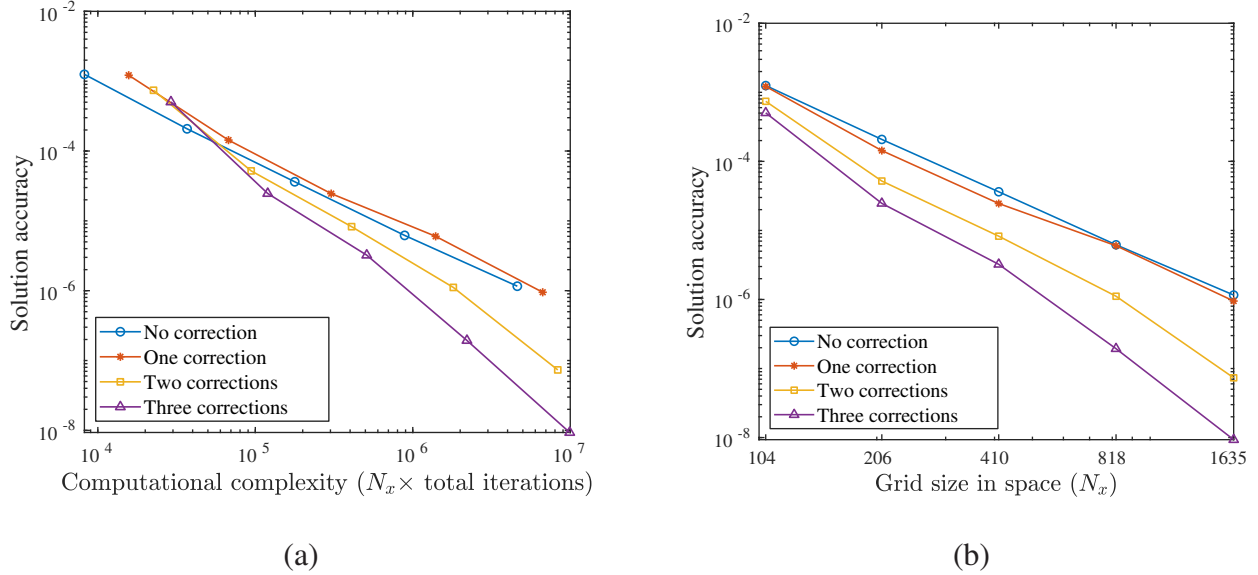 10^-2
10^-4
10^-6
10^-8
Solution accuracy
No correction
One correction
Two corrections
Three corrections
10^4 10^5 10^6 10^7
Computational complexity (N_x× total iterations)
(a)
10^-2
10^-4
10^-6
10^-8
Solution accuracy
No correction
One correction
Two corrections
Three corrections
104 206 410 818 1635
Grid size in space (N_x)
(b)